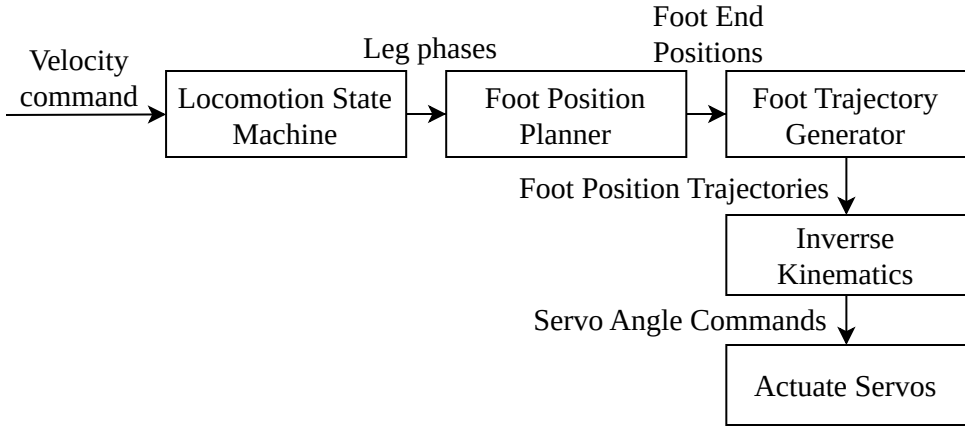 Velocity
command
Locomotion State
Machine
Leg phases
Foot Position
Planner
Foot End
Positions
Foot Trajectory
Generator
Foot Position Trajectories
Inverrse
Kinematics
Servo Angle Commands
Actuate Servos